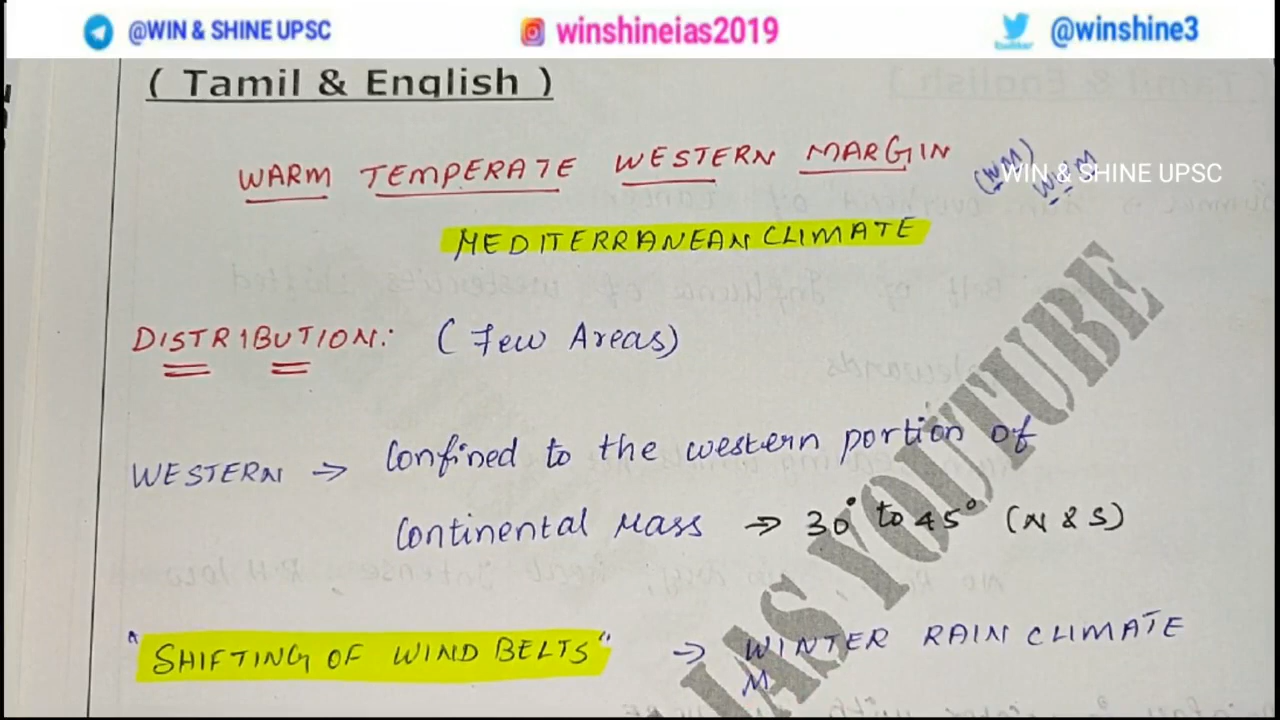 @WIN & SHINE UPSC winshineias2019 @winshine3
( Tamil & English )
WARM TEMPERATE WESTERN MARGIN
(WM)
WIN & SHINE UPSC
MEDITERRANEAN CLIMATE
DISTRIBUTION: (Few Areas)
WESTERN → Confined to the western portion of
Continental Mass → 30° to 45° (N & S)
"SHIFTING OF WIND BELTS" → WINTER RAIN CLIMATE
M
IAS YOUTUBE